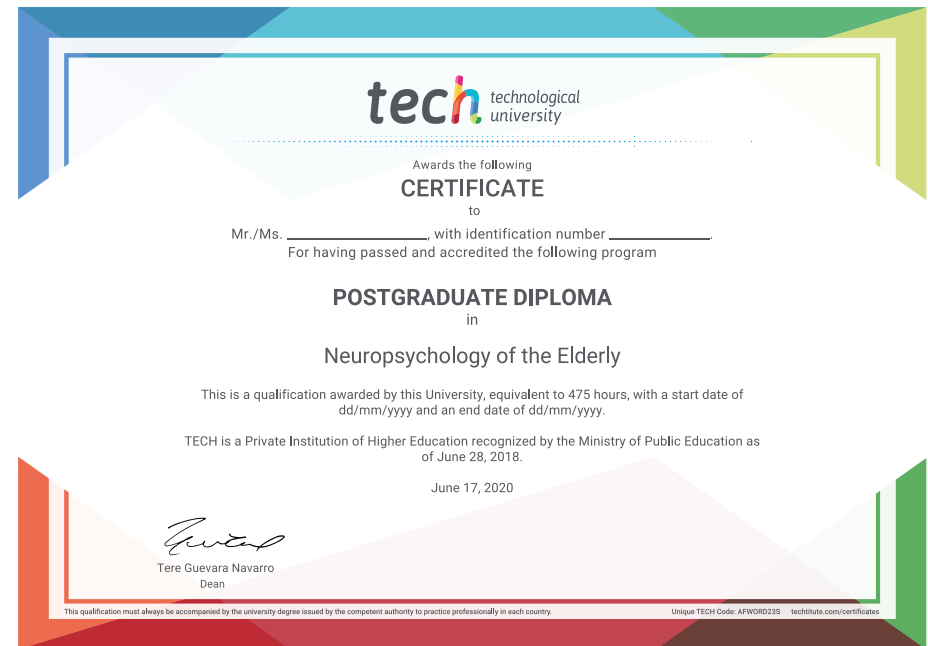 tech technological
university
Awards the following
CERTIFICATE
to
Mr./Ms. ____________________, with identification number ______________.
For having passed and accredited the following program
POSTGRADUATE DIPLOMA
in
Neuropsychology of the Elderly
This is a qualification awarded by this University, equivalent to 475 hours, with a start date of
dd/mm/yyyy and an end date of dd/mm/yyyy.
TECH is a Private Institution of Higher Education recognized by the Ministry of Public Education as
of June 28, 2018.
June 17, 2020
Tere Guevara Navarro
Dean
This qualification must always be accompanied by the university degree issued by the competent authority to practice professionally in each country. Unique TECH Code: AFWORD23S techtitute.com/certificates